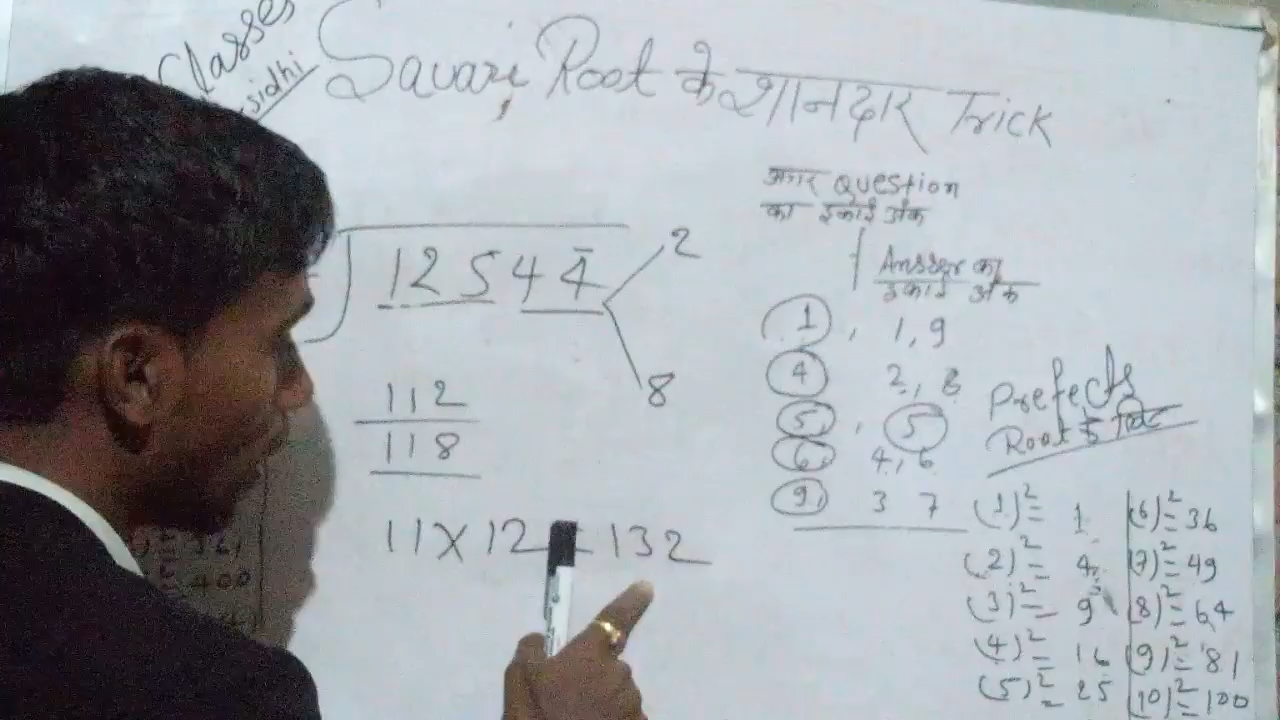 Classes
sidhi
Savari Root के शानदार Trick
अगर Question
का इकाई अंक
Ansser का
इकाई अंक
12544
2
8
112
118
11 X 12 = 132
1, 1, 9
4 2, 8
5, 5
6, 4, 6
9 3 7
Prefects
Root
(1)² = 1
(2)² = 4
(3)² = 9
(4)² = 16
(5)² = 25
(6)² = 36
(7)² = 49
(8)² = 64
(9)² = 81
(10)² = 100
= 361
= 400